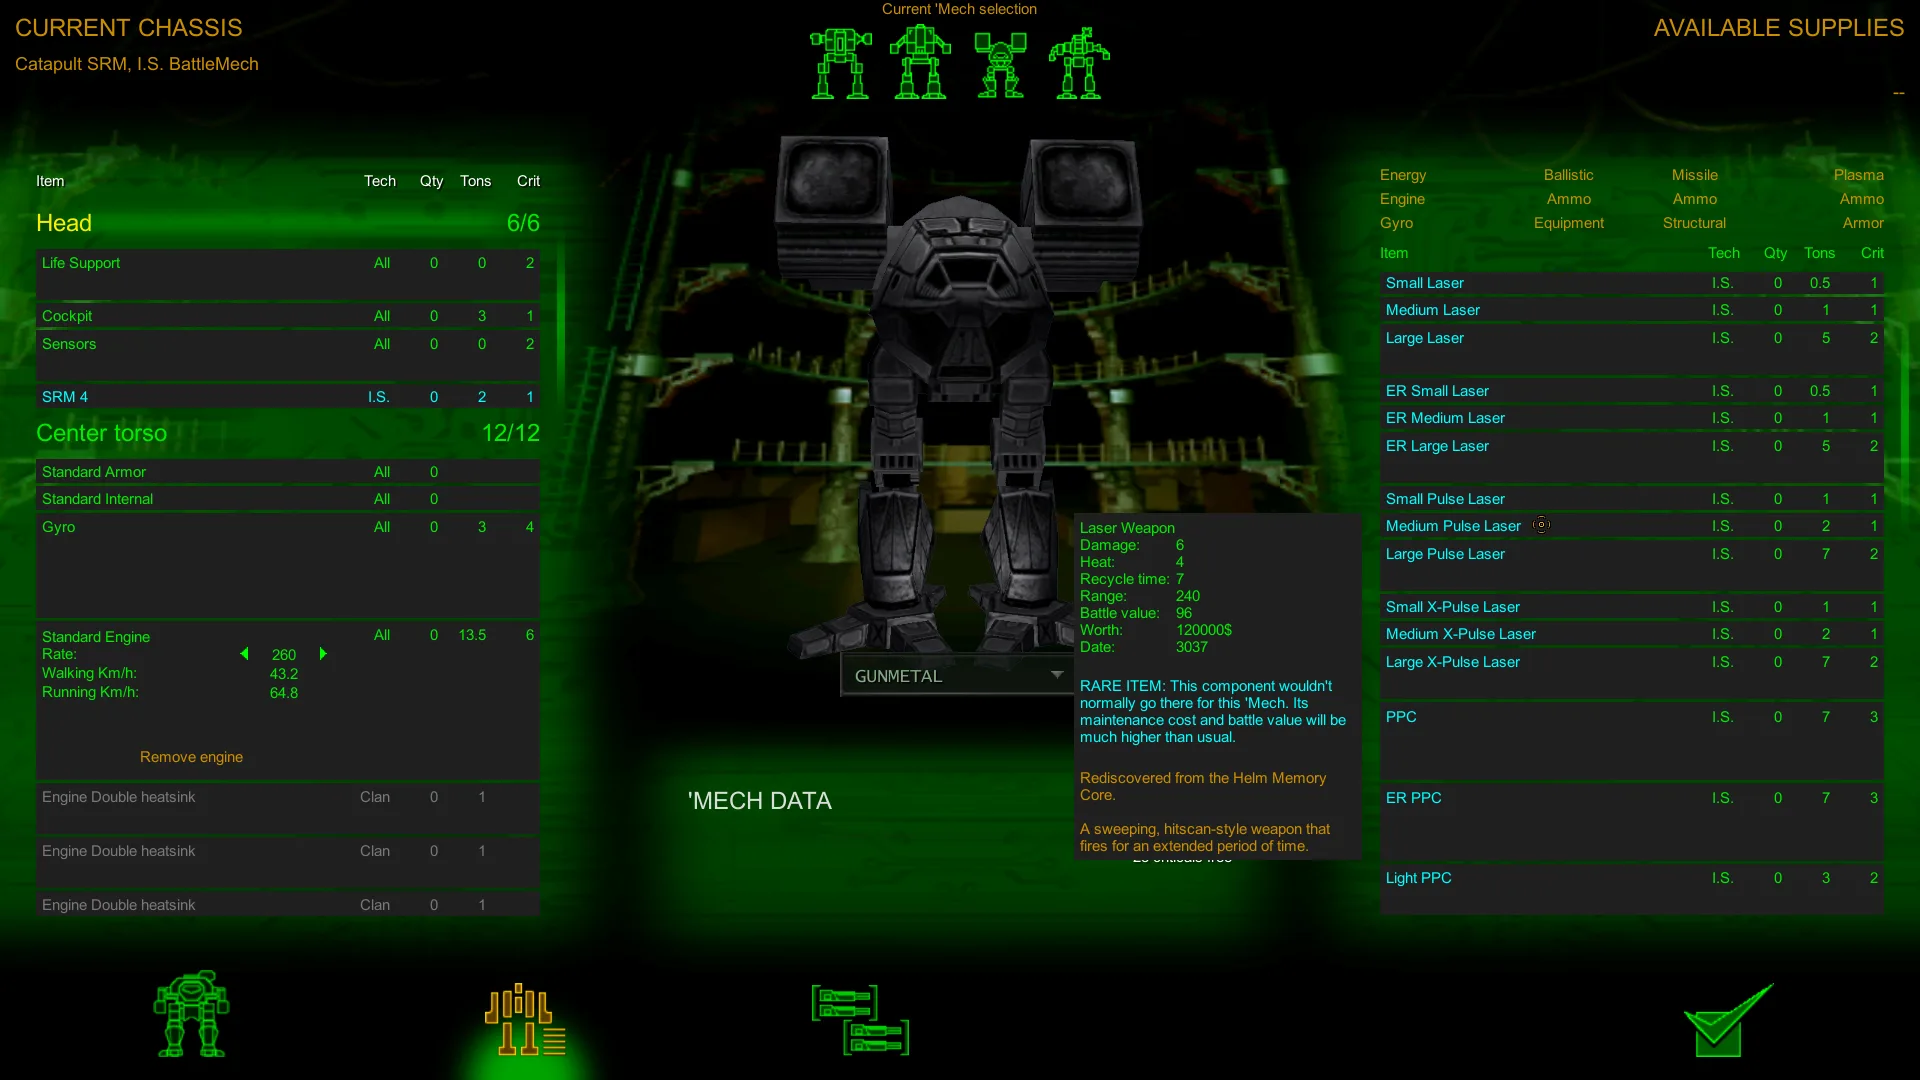 Current 'Mech selection
CURRENT CHASSIS
Catapult SRM, I.S. BattleMech
AVAILABLE SUPPLIES
--
Item Tech Qty Tons Crit
Head 6/6
Life Support All 0 0 2
Cockpit All 0 3 1
Sensors All 0 0 2
SRM 4 I.S. 0 2 1
Center torso 12/12
Standard Armor All 0
Standard Internal All 0
Gyro All 0 3 4
Standard Engine All 0 13.5 6
Rate: 260
Walking Km/h: 43.2
Running Km/h: 64.8
Remove engine
Engine Double heatsink Clan 0 1
Engine Double heatsink Clan 0 1
Engine Double heatsink Clan 0 1
GUNMETAL
'MECH DATA
Laser Weapon
Damage: 6
Heat: 4
Recycle time: 7
Range: 240
Battle value: 96
Worth: 120000$
Date: 3037
RARE ITEM: This component wouldn't
normally go there for this 'Mech. Its
maintenance cost and battle value will be
much higher than usual.
Rediscovered from the Helm Memory
Core.
A sweeping, hitscan-style weapon that
fires for an extended period of time.
Energy Ballistic Missile Plasma
Engine Ammo Ammo Ammo
Gyro Equipment Structural Armor
Item Tech Qty Tons Crit
Small Laser I.S. 0 0.5 1
Medium Laser I.S. 0 1 1
Large Laser I.S. 0 5 2
ER Small Laser I.S. 0 0.5 1
ER Medium Laser I.S. 0 1 1
ER Large Laser I.S. 0 5 2
Small Pulse Laser I.S. 0 1 1
Medium Pulse Laser I.S. 0 2 1
Large Pulse Laser I.S. 0 7 2
Small X-Pulse Laser I.S. 0 1 1
Medium X-Pulse Laser I.S. 0 2 1
Large X-Pulse Laser I.S. 0 7 2
PPC I.S. 0 7 3
ER PPC I.S. 0 7 3
Light PPC I.S. 0 3 2